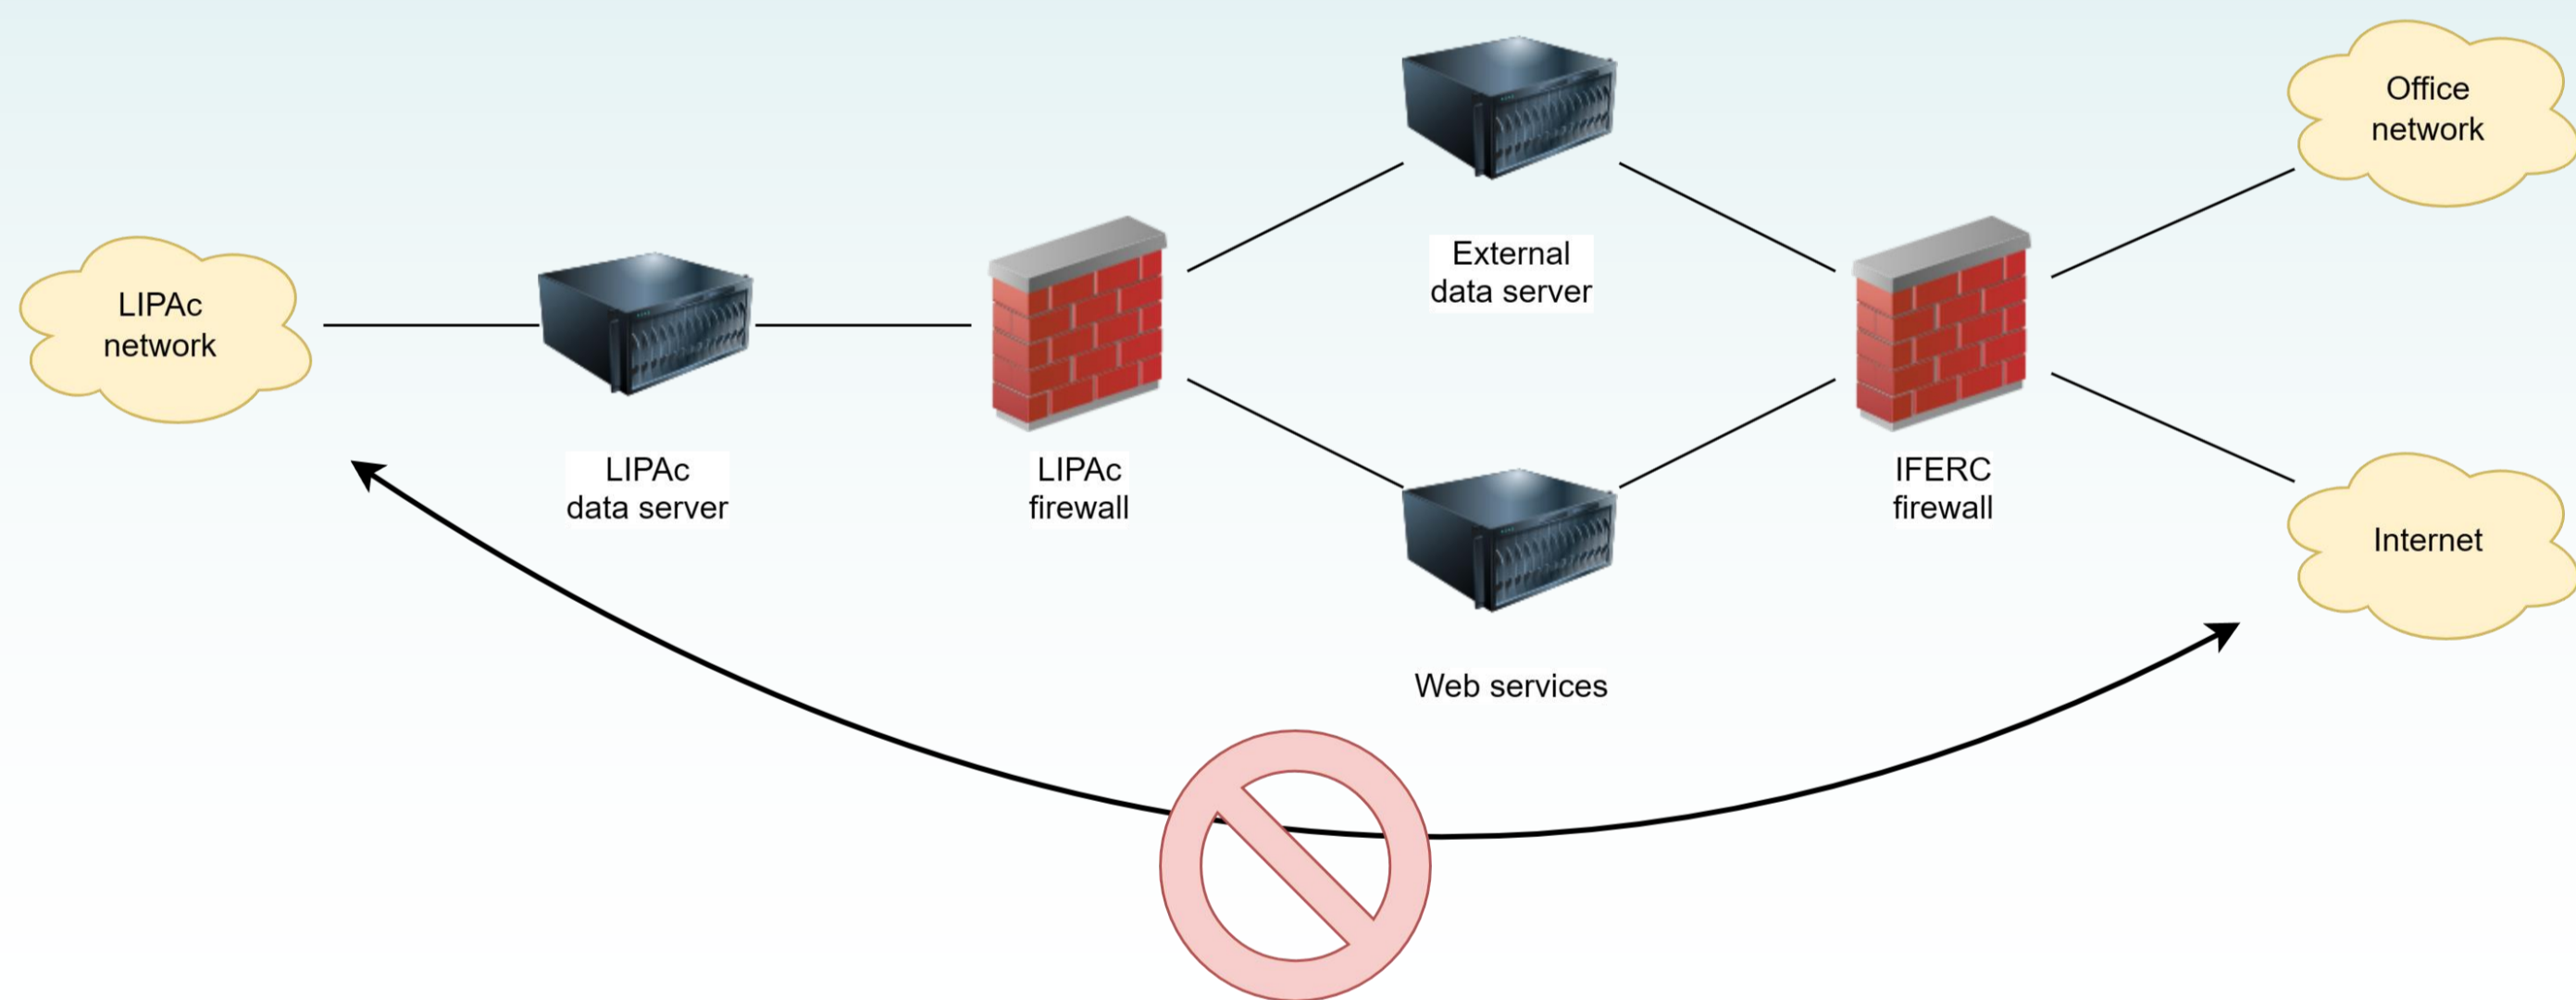 LIPAc
network
LIPAc
data server
LIPAc
firewall
External
data server
Web services
IFERC
firewall
Office
network
Internet